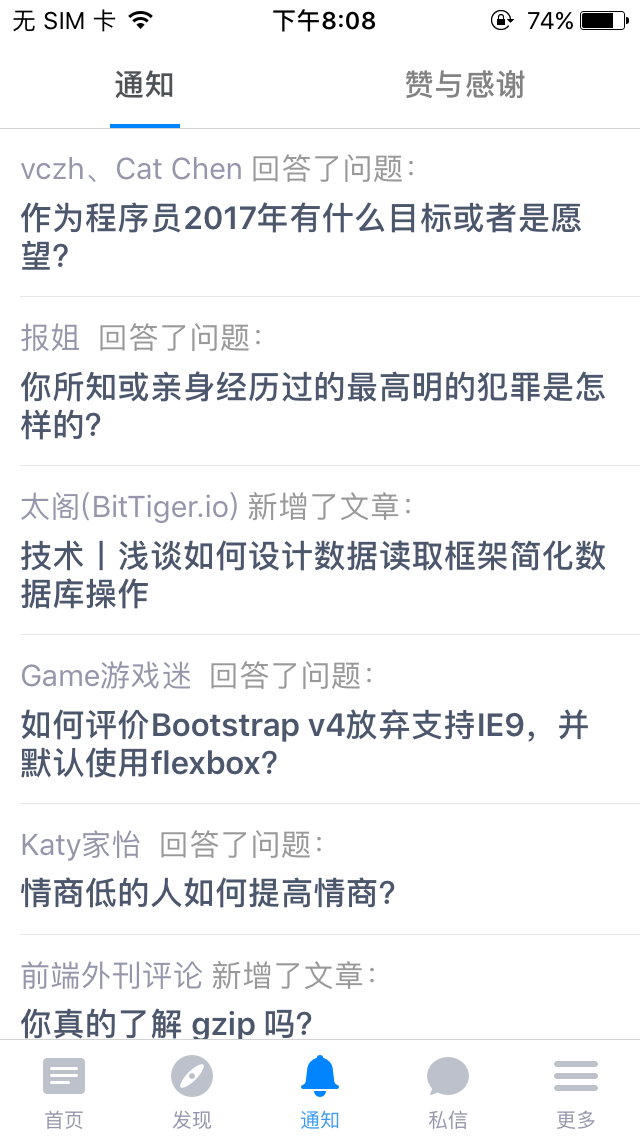 无 SIM 卡 下午8:08 74%
通知 赞与感谢
vczh、Cat Chen 回答了问题：
作为程序员2017年有什么目标或者是愿
望？
报姐 回答了问题：
你所知或亲身经历过的最高明的犯罪是怎
样的？
太阁(BitTiger.io) 新增了文章：
技术丨浅谈如何设计数据读取框架简化数
据库操作
Game游戏迷 回答了问题：
如何评价Bootstrap v4放弃支持IE9，并
默认使用flexbox？
Katy家怡 回答了问题：
情商低的人如何提高情商？
前端外刊评论 新增了文章：
你真的了解 gzip 吗？
首页 发现 通知 私信 更多